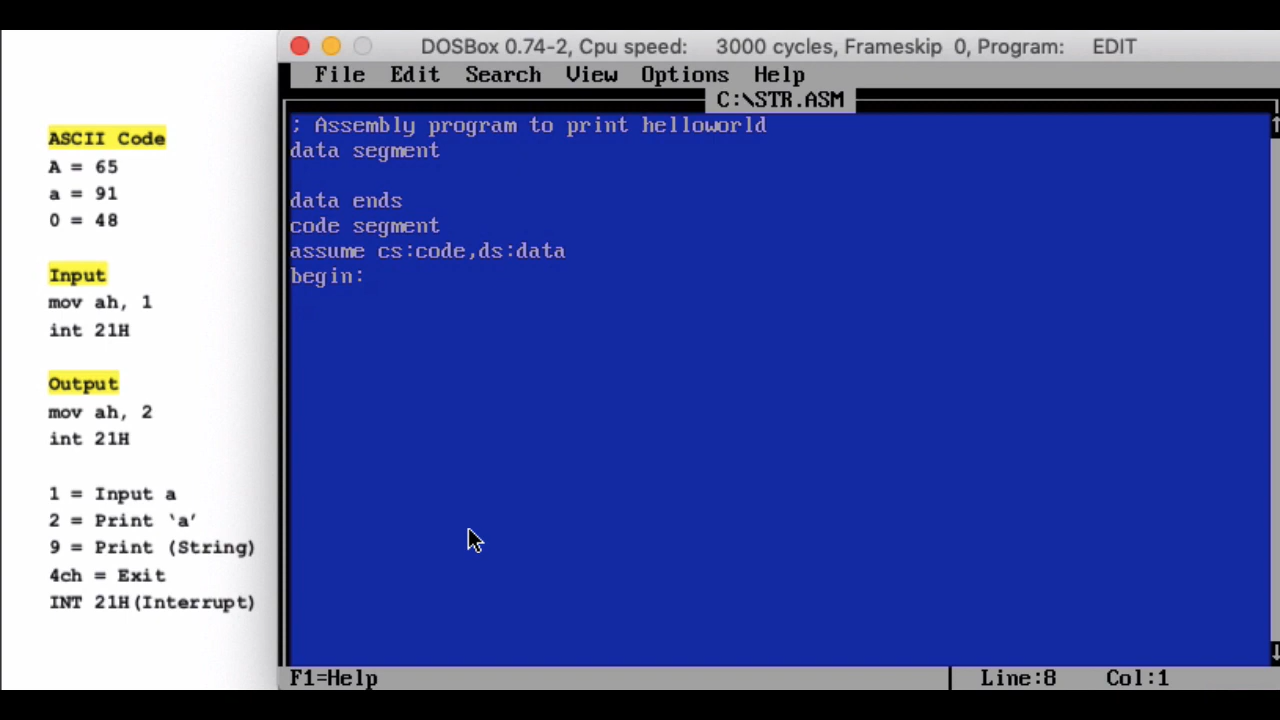 ASCII Code
A = 65
a = 91
0 = 48
Input
mov ah, 1
int 21H
Output
mov ah, 2
int 21H
1 = Input a
2 = Print ‘a’
9 = Print (String)
4ch = Exit
INT 21H(Interrupt)
DOSBox 0.74-2, Cpu speed: 3000 cycles, Frameskip 0, Program: EDIT
File Edit Search View Options Help
C:\STR.ASM
; Assembly program to print helloworld
data segment
data ends
code segment
assume cs:code,ds:data
begin:
F1=Help Line:8 Col:1